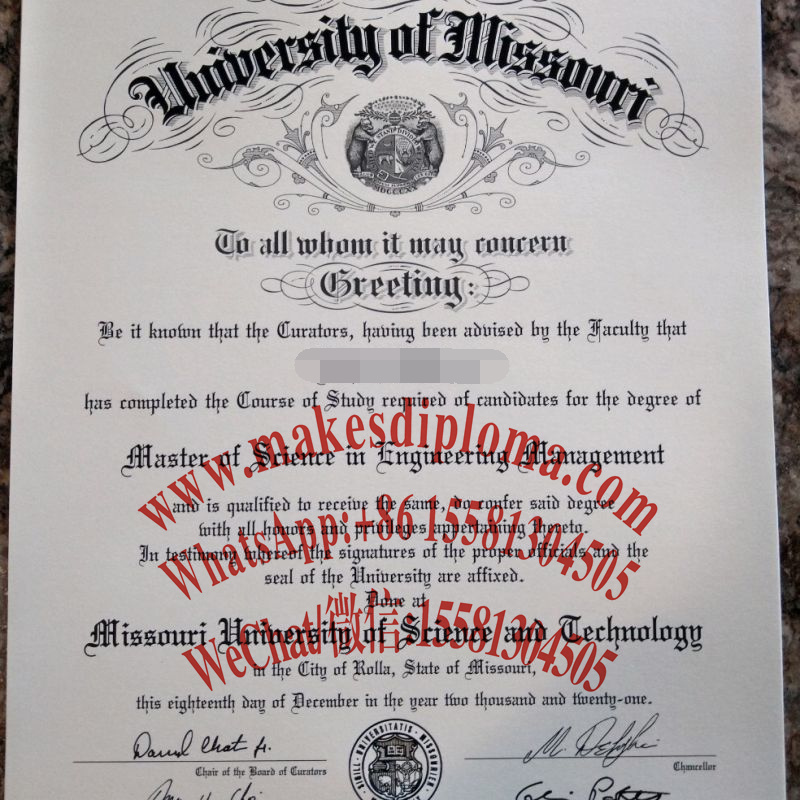 University of Missouri
MDCCCXX
To all whom it may concern
Greeting:
Be it known that the Curators, having been advised by the Faculty that
has completed the Course of Study required of candidates for the degree of
www.makesdiploma.com
Master of Science in Engineering Management
and is qualified to receive the same, do confer said degree
WhatsApp:+86 15581304505
with all honors and privileges appertaining thereto.
In testimony whereof the signatures of the proper officials and the
seal of the University are affixed.
Done at
WeChat/微信:15581304505
Missouri University of Science and Technology
in the City of Rolla, State of Missouri,
this eighteenth day of December in the year two thousand and twenty-one.
Chair of the Board of Curators
Chancellor